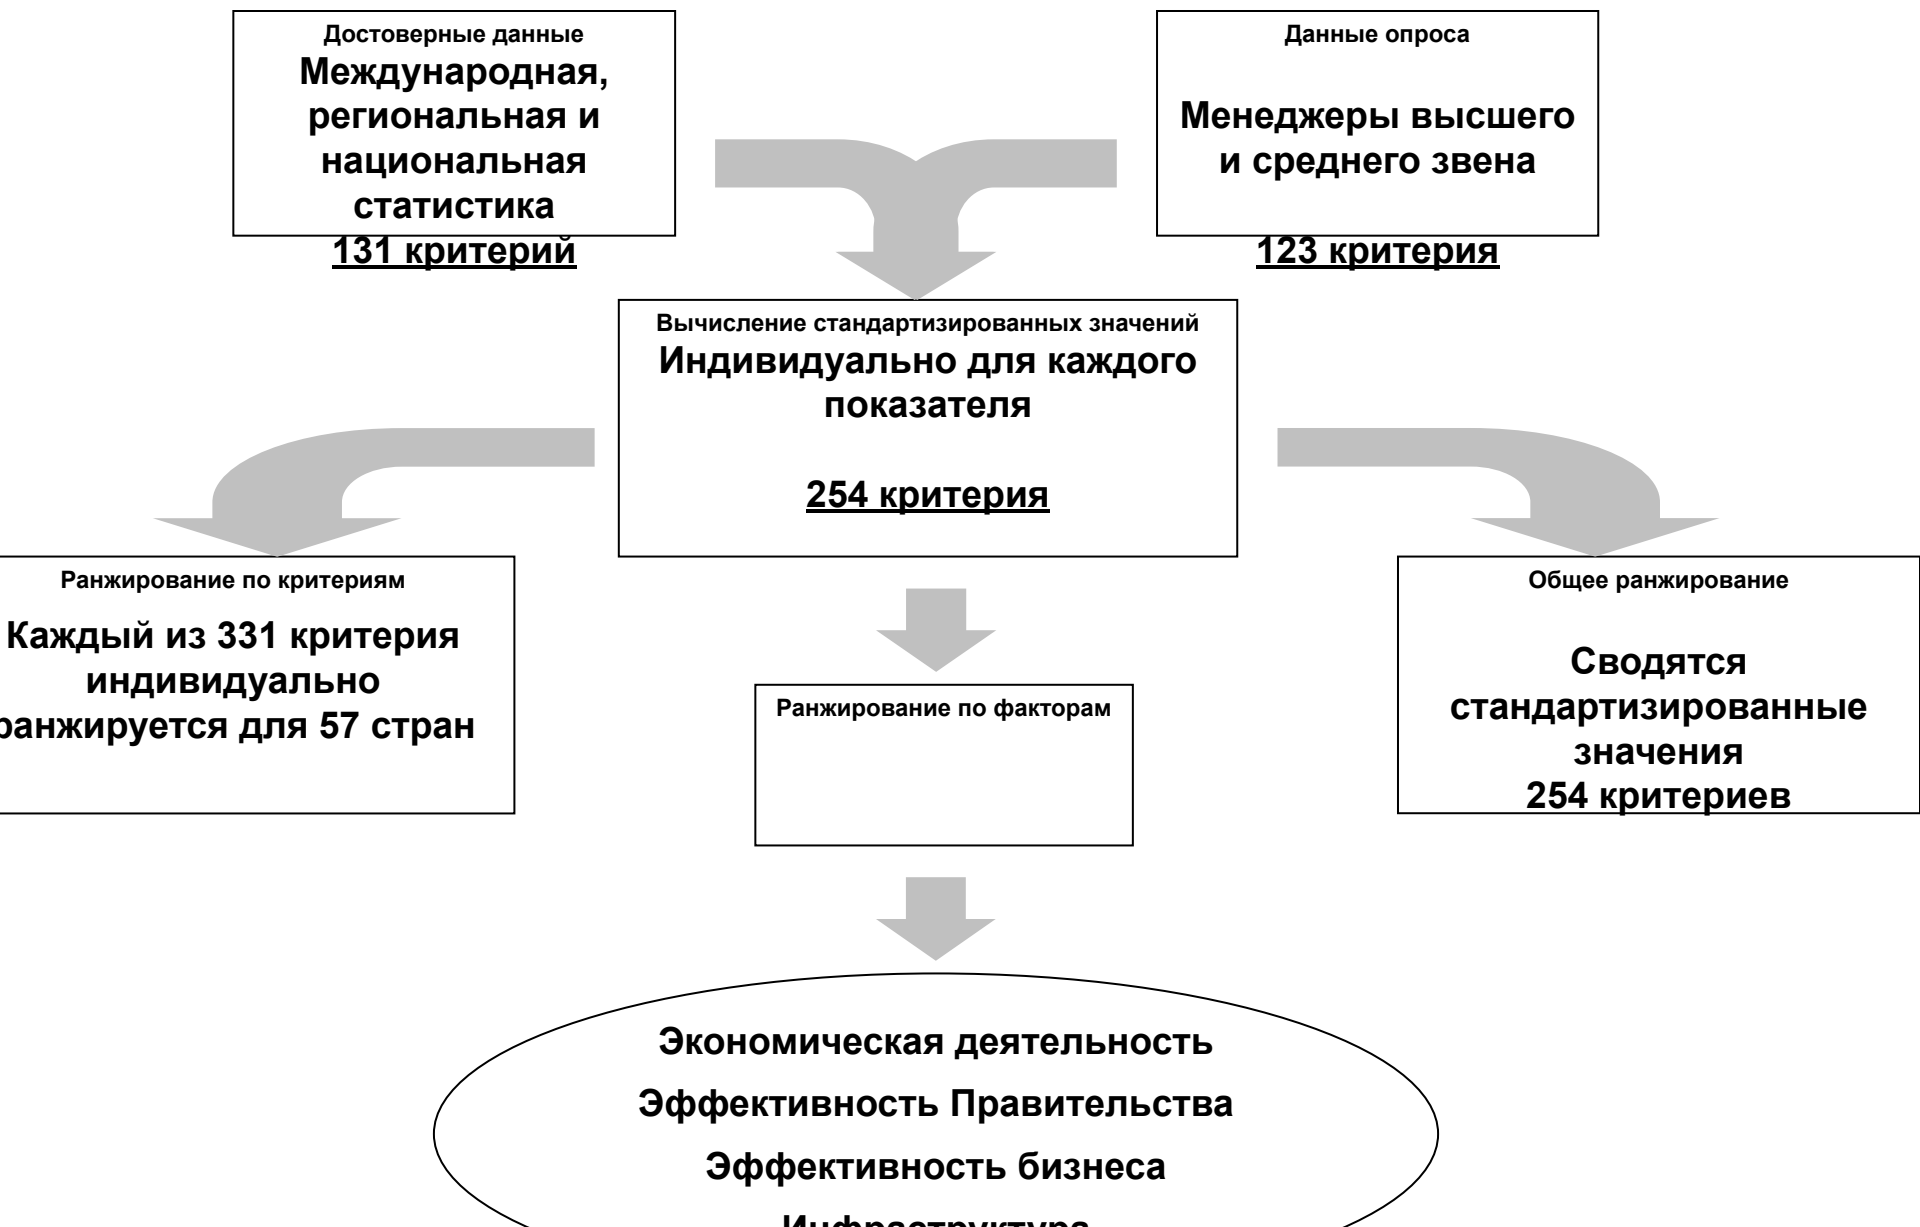 Достоверные данные
Международная,
региональная и
национальная
статистика
131 критерий
Данные опроса
Менеджеры высшего
и среднего звена
123 критерия
Вычисление стандартизированных значений
Индивидуально для каждого
показателя
254 критерия
Ранжирование по критериям
Каждый из 331 критерия
индивидуально
ранжируется для 57 стран
Ранжирование по факторам
Общее ранжирование
Сводятся
стандартизированные
значения
254 критериев
Экономическая деятельность
Эффективность Правительства
Эффективность бизнеса
Инфраструктура